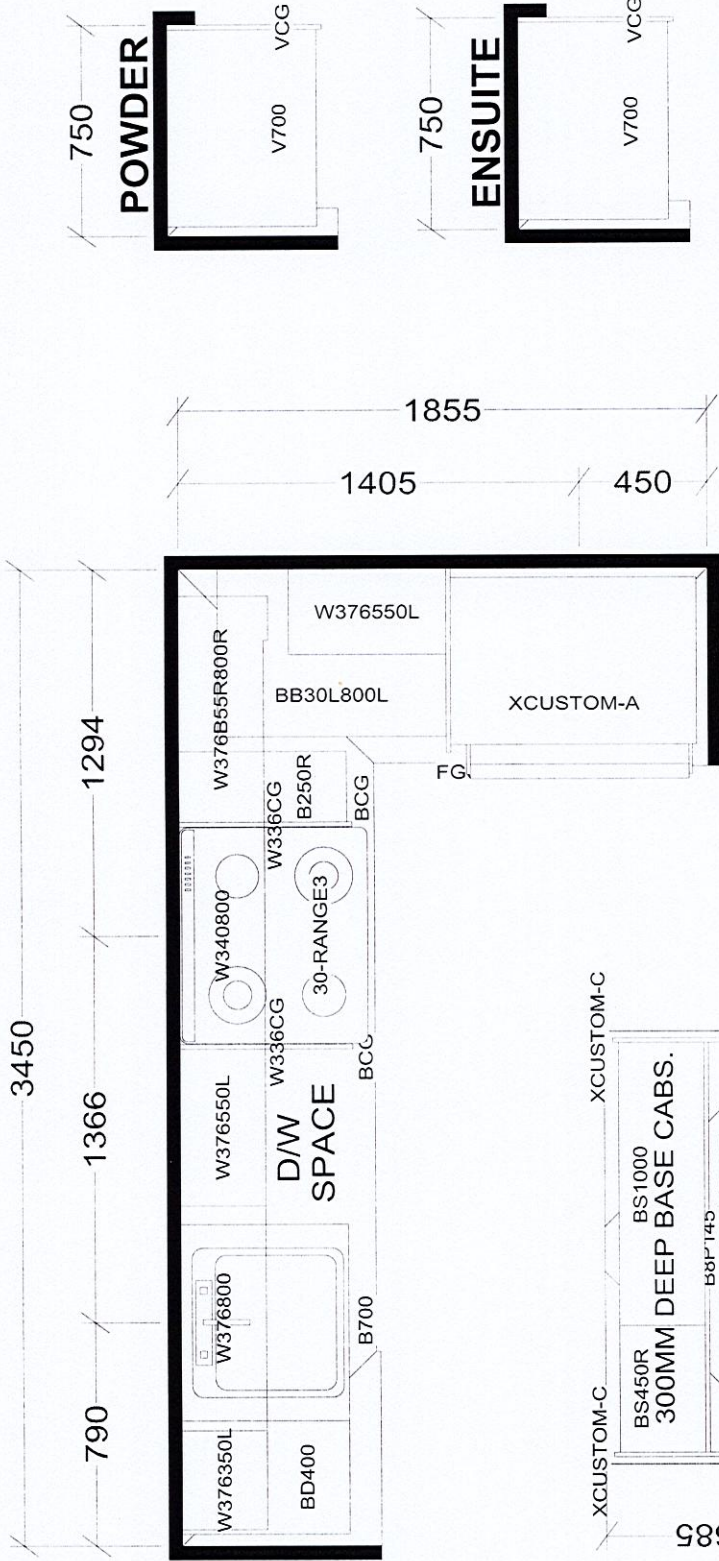 750
POWDER
VCG
V700
750
ENSUITE
VCG
V700
1855
1405
450
3450
1294
1366
790
W376B55R800R
W376550L
BB30L800L
XCUSTOM-A
FG
W336CG
B250R
BCG
W340800
30-RANGE3
W336CG
BCG
W376550L
D/W
SPACE
W376800
B700
W376350L
BD400
XCUSTOM-C
XCUSTOM-C
BS1000
BS450R
300MM DEEP BASE CABS.